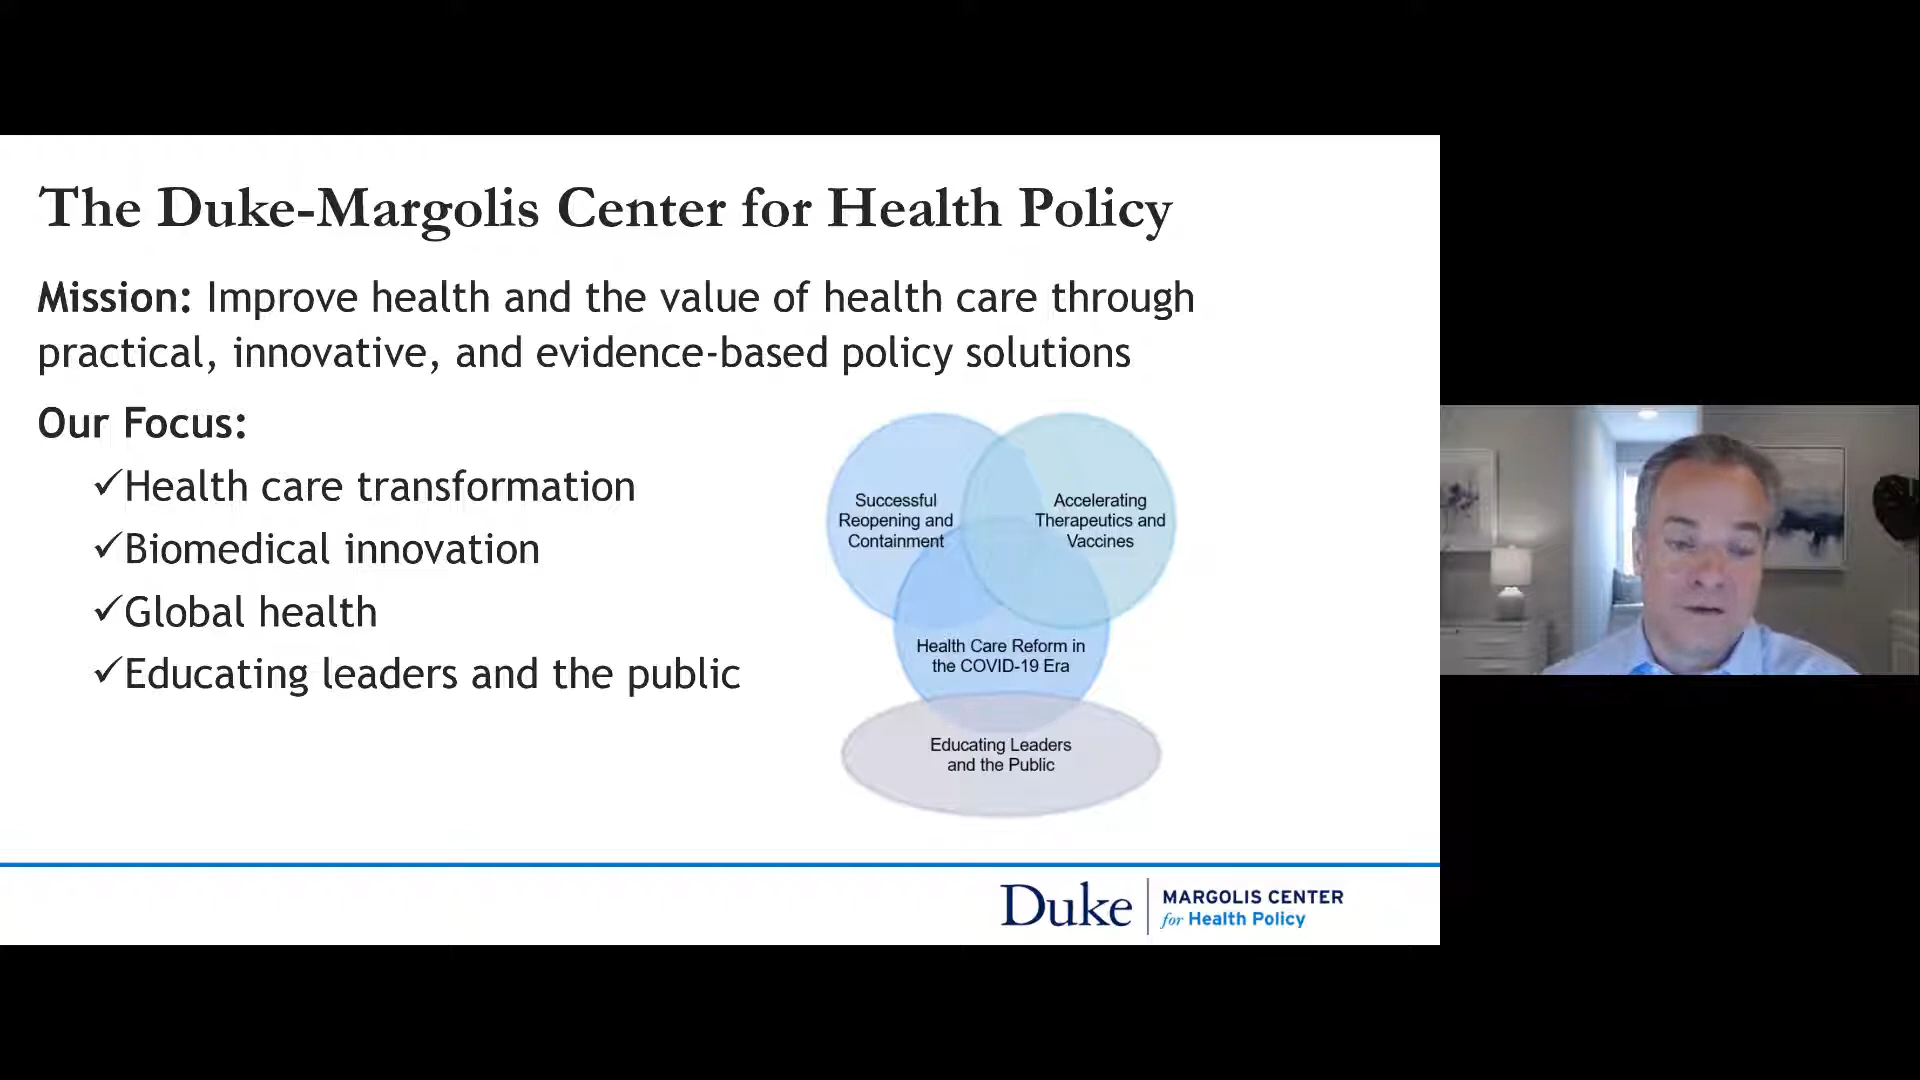 The Duke-Margolis Center for Health Policy
Mission: Improve health and the value of health care through
practical, innovative, and evidence-based policy solutions
Our Focus:
✓Health care transformation
✓Biomedical innovation
✓Global health
✓Educating leaders and the public
Successful
Reopening and
Containment
Accelerating
Therapeutics and
Vaccines
Health Care Reform in
the COVID-19 Era
Educating Leaders
and the Public
Duke
MARGOLIS CENTER
for Health Policy